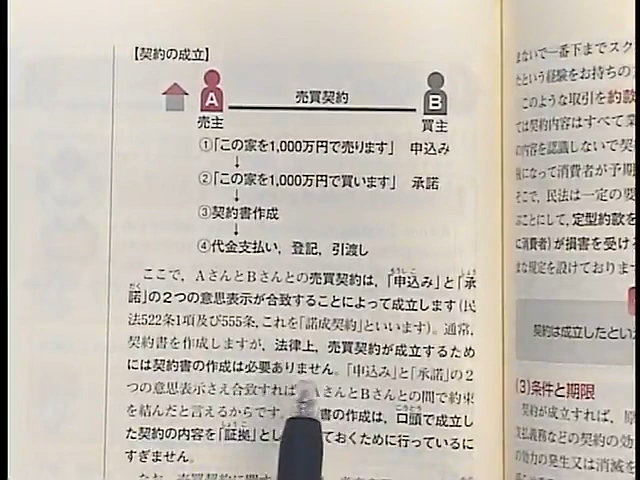 【契約の成立】
A
売買契約
B
売主
買主
①「この家を1,000万円で売ります」 申込み
↓
②「この家を1,000万円で買います」 承諾
↓
③契約書作成
↓
④代金支払い，登記，引渡し
ここで，AさんとBさんとの売買契約は，「申込み」と「承
諾」の２つの意思表示が合致することによって成立します（民
法522条1項及び555条．これを「諾成契約」といいます）。通常，
契約書を作成しますが，法律上，売買契約が成立するため
には契約書の作成は必要ありません。「申込み」と「承諾」の２
つの意思表示さえ合致すれば
AさんとBさんとの間で約束
を結んだと言えるからです。
書の作成は，口頭で成立し
た契約の内容を「証拠」とし
ておくために行っているに
すぎません。
まないで一番下までスク
たという経験をお持ちの
このような取引を約款
ては契約内容はすべて業
の内容を認識しないで契
になって消費者が予期
そこで，民法は一定の要
ことにして，定型約款を
消費者）が損害を受け
な規定を設けておりま
契約は成立したとい
(3)条件と期限
契約が成立すれば，原
支払義務などの契約の効
の効力の発生又は消滅を